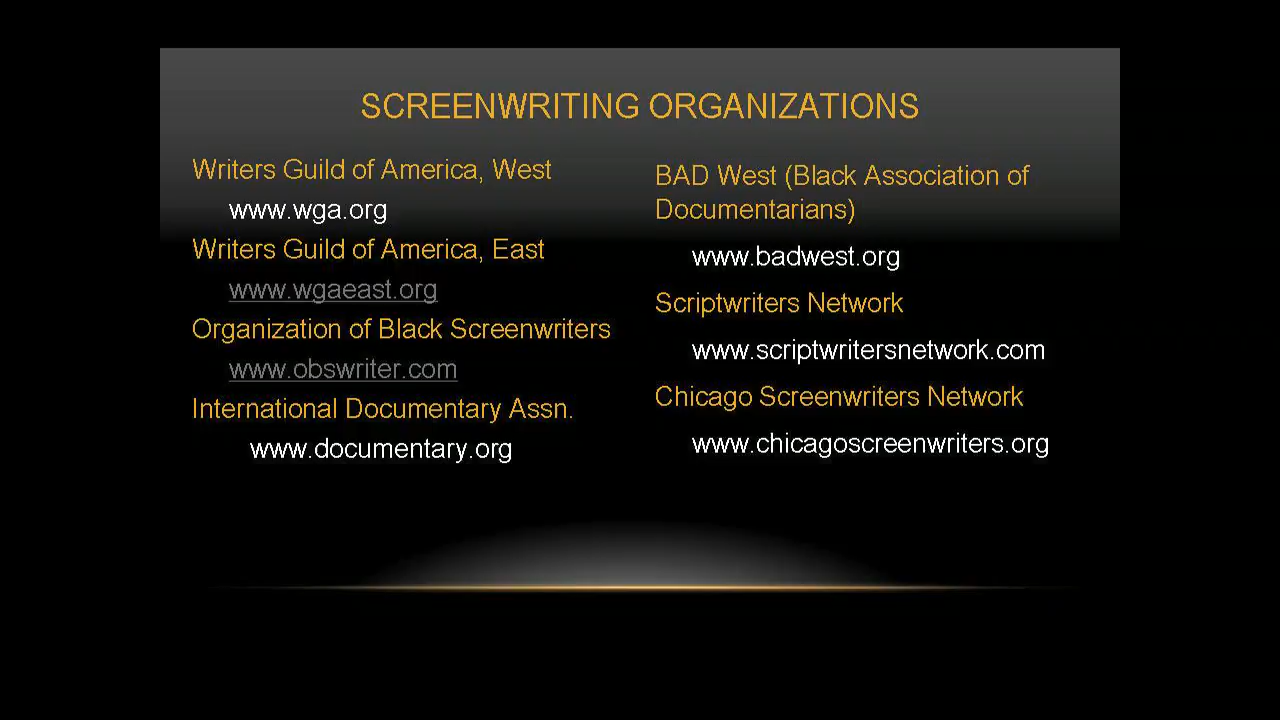 SCREENWRITING ORGANIZATIONS
Writers Guild of America, West
www.wga.org
Writers Guild of America, East
www.wgaeast.org
Organization of Black Screenwriters
www.obswriter.com
International Documentary Assn.
www.documentary.org
BAD West (Black Association of
Documentarians)
www.badwest.org
Scriptwriters Network
www.scriptwritersnetwork.com
Chicago Screenwriters Network
www.chicagoscreenwriters.org